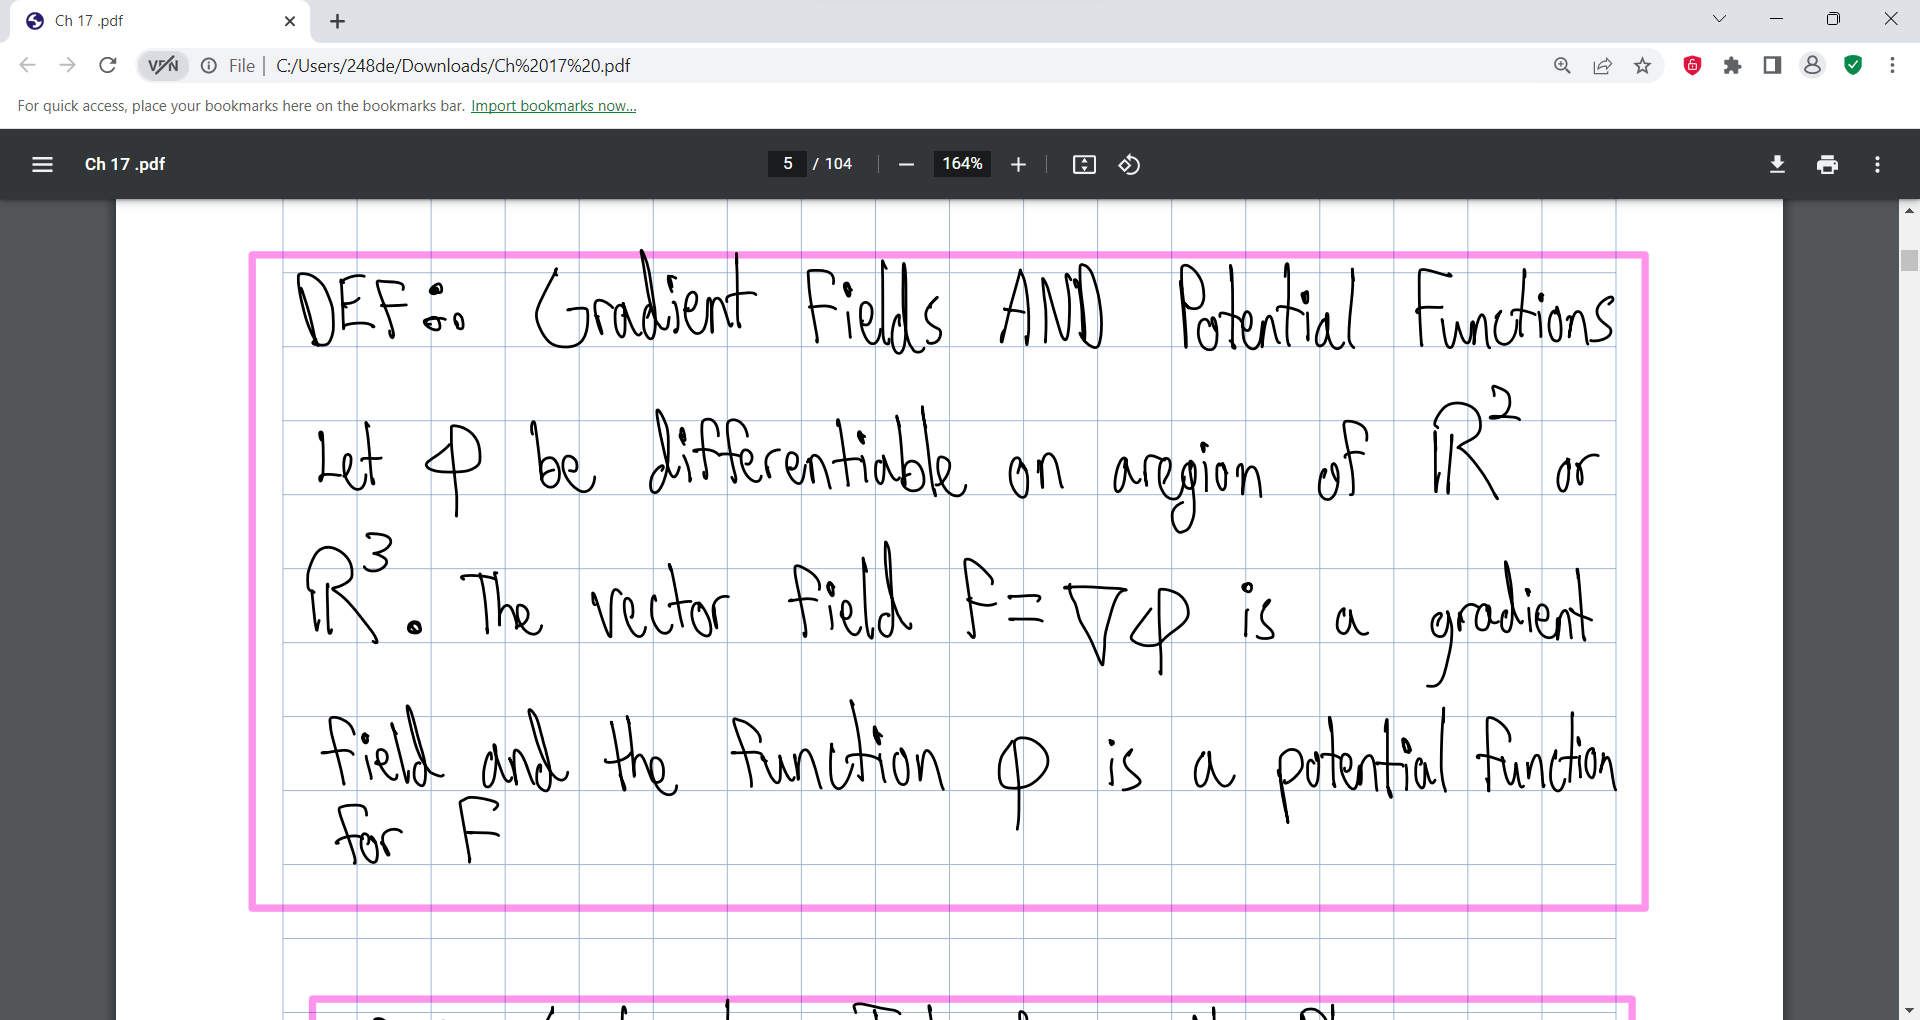 Ch 17 .pdf
VPN File C:/Users/248de/Downloads/Ch%2017%20.pdf
For quick access, place your bookmarks here on the bookmarks bar. Import bookmarks now...
Ch 17 .pdf 5 / 104 164%
DEF: Gradient Fields AND Potential Functions
Let φ be differentiable on aregion of ℝ² or
ℝ³. The vector field F = ∇φ is a gradient
field and the function φ is a potential function
for F